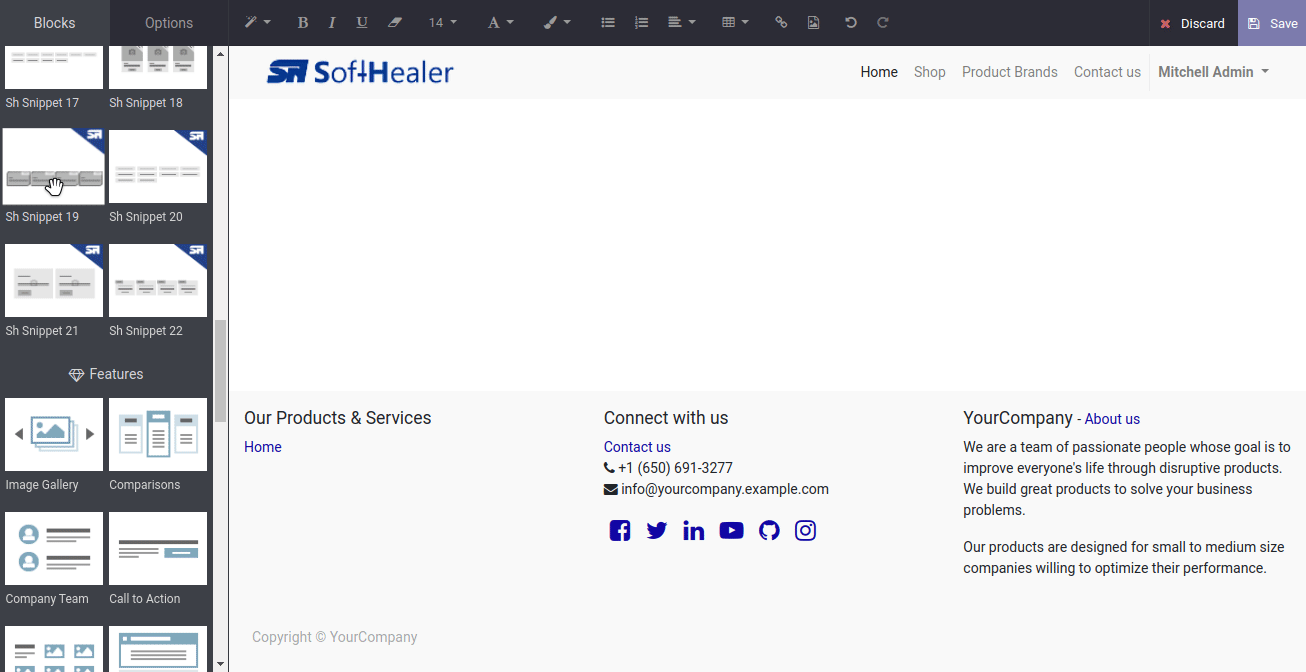 Blocks
Options
B I U 14 A
Discard
Save
Sh Snippet 17
Sh Snippet 18
SH
SH
Sh Snippet 19
Sh Snippet 20
SH
SH
Sh Snippet 21
Sh Snippet 22
Features
Image Gallery
Comparisons
Company Team
Call to Action
SH SoftHealer
Home
Shop
Product Brands
Contact us
Mitchell Admin
Our Products & Services
Home
Connect with us
Contact us
+1 (650) 691-3277
info@yourcompany.example.com
YourCompany - About us
We are a team of passionate people whose goal is to
improve everyone's life through disruptive products.
We build great products to solve your business
problems.
Our products are designed for small to medium size
companies willing to optimize their performance.
Copyright © YourCompany